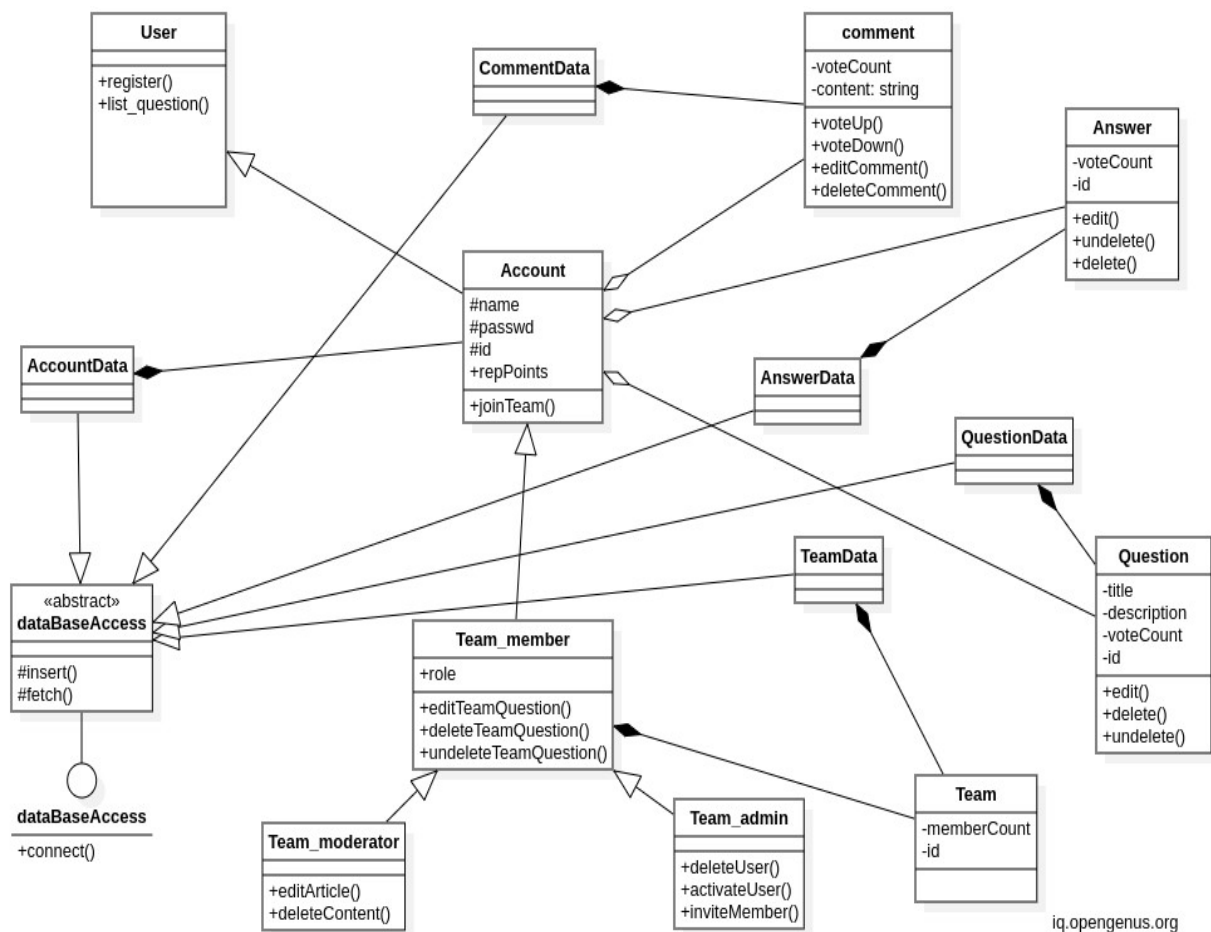 User
+register()
+list_question()
CommentData
comment
-voteCount
-content: string
+voteUp()
+voteDown()
+editComment()
+deleteComment()
Answer
-voteCount
-id
+edit()
+undelete()
+delete()
Account
#name
#passwd
#id
+repPoints
+joinTeam()
AccountData
AnswerData
QuestionData
TeamData
Question
-title
-description
-voteCount
-id
+edit()
+delete()
+undelete()
«abstract»
dataBaseAccess
#insert()
#fetch()
dataBaseAccess
+connect()
Team_member
+role
+editTeamQuestion()
+deleteTeamQuestion()
+undeleteTeamQuestion()
Team_moderator
+editArticle()
+deleteContent()
Team_admin
+deleteUser()
+activateUser()
+inviteMember()
Team
-memberCount
-id
iq.opengenus.org